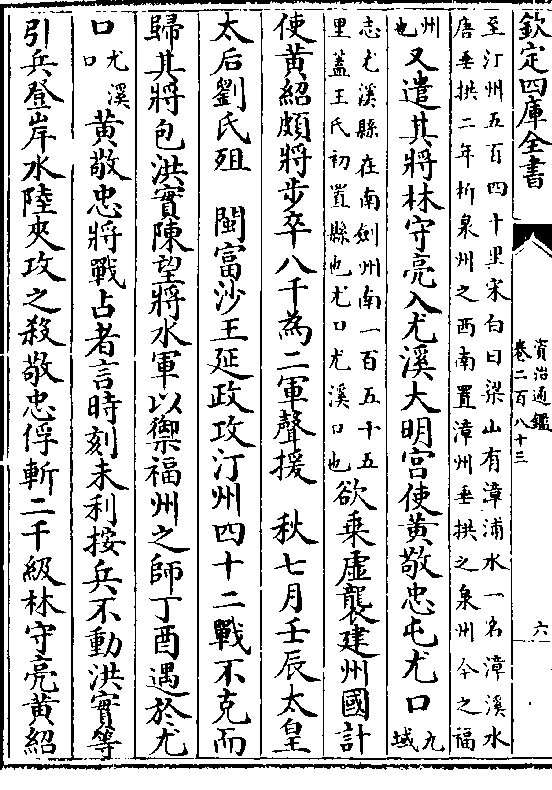 欽定四庫全書
資治通鑑
卷二百八十三
六
至汀州五百四十里宋白曰梁山有漳浦水一名漳溪水
唐垂拱二年析泉州之西南置漳州垂拱之泉州今之福
州
也
又遣其將林守亮入尤溪大明宮使黃敬忠屯尤口
九
域
志尤溪縣在南劍州南一百五十五
里蓋王氏初置縣也尤口尤溪口也
欲乘虛襲建州國計
使黃紹頗將步卒八千為二軍聲援　秋七月壬辰太皇
太后劉氏殂　閩富沙王延政攻汀州四十二戰不克而
歸其將包洪實陳望將水軍以禦福州之師丁酉遇於尤
口
尤溪
口
黃敬忠將戰占者言時刻未利按兵不動洪實等
引兵登岸水陸夾攻之殺敬忠俘斬二千級林守亮黃紹